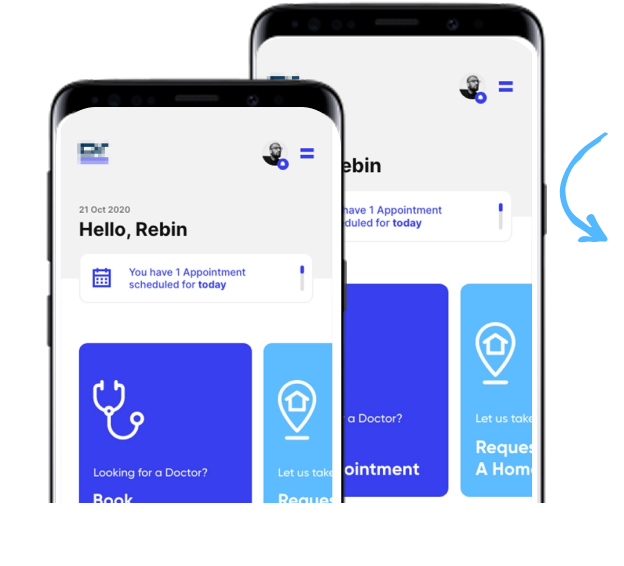 21 Oct 2020
Hello, Rebin
You have 1 Appointment
scheduled for today
Looking for a Doctor?
Book
Let us take
Reques
ebin
have 1 Appointment
duled for today
a Doctor?
ointment
Let us take
Reques
A Hom